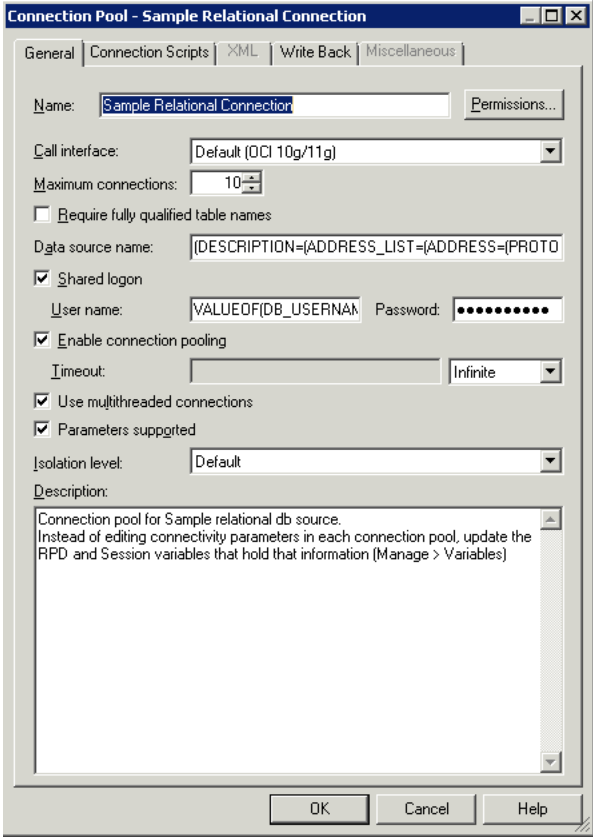 Connection Pool - Sample Relational Connection
General Connection Scripts XML Write Back Miscellaneous
Name: Sample Relational Connection Permissions...
Call interface: Default (OCI 10g/11g)
Maximum connections: 10
Require fully qualified table names
Data source name: (DESCRIPTION=(ADDRESS_LIST=(ADDRESS=(PROTO
Shared logon
User name: VALUEOF(DB_USERNAM Password: ●●●●●●●●●●
Enable connection pooling
Timeout: Infinite
Use multithreaded connections
Parameters supported
Isolation level: Default
Description:
Connection pool for Sample relational db source.
Instead of editing connectivity parameters in each connection pool, update the
RPD and Session variables that hold that information (Manage > Variables)
OK Cancel Help